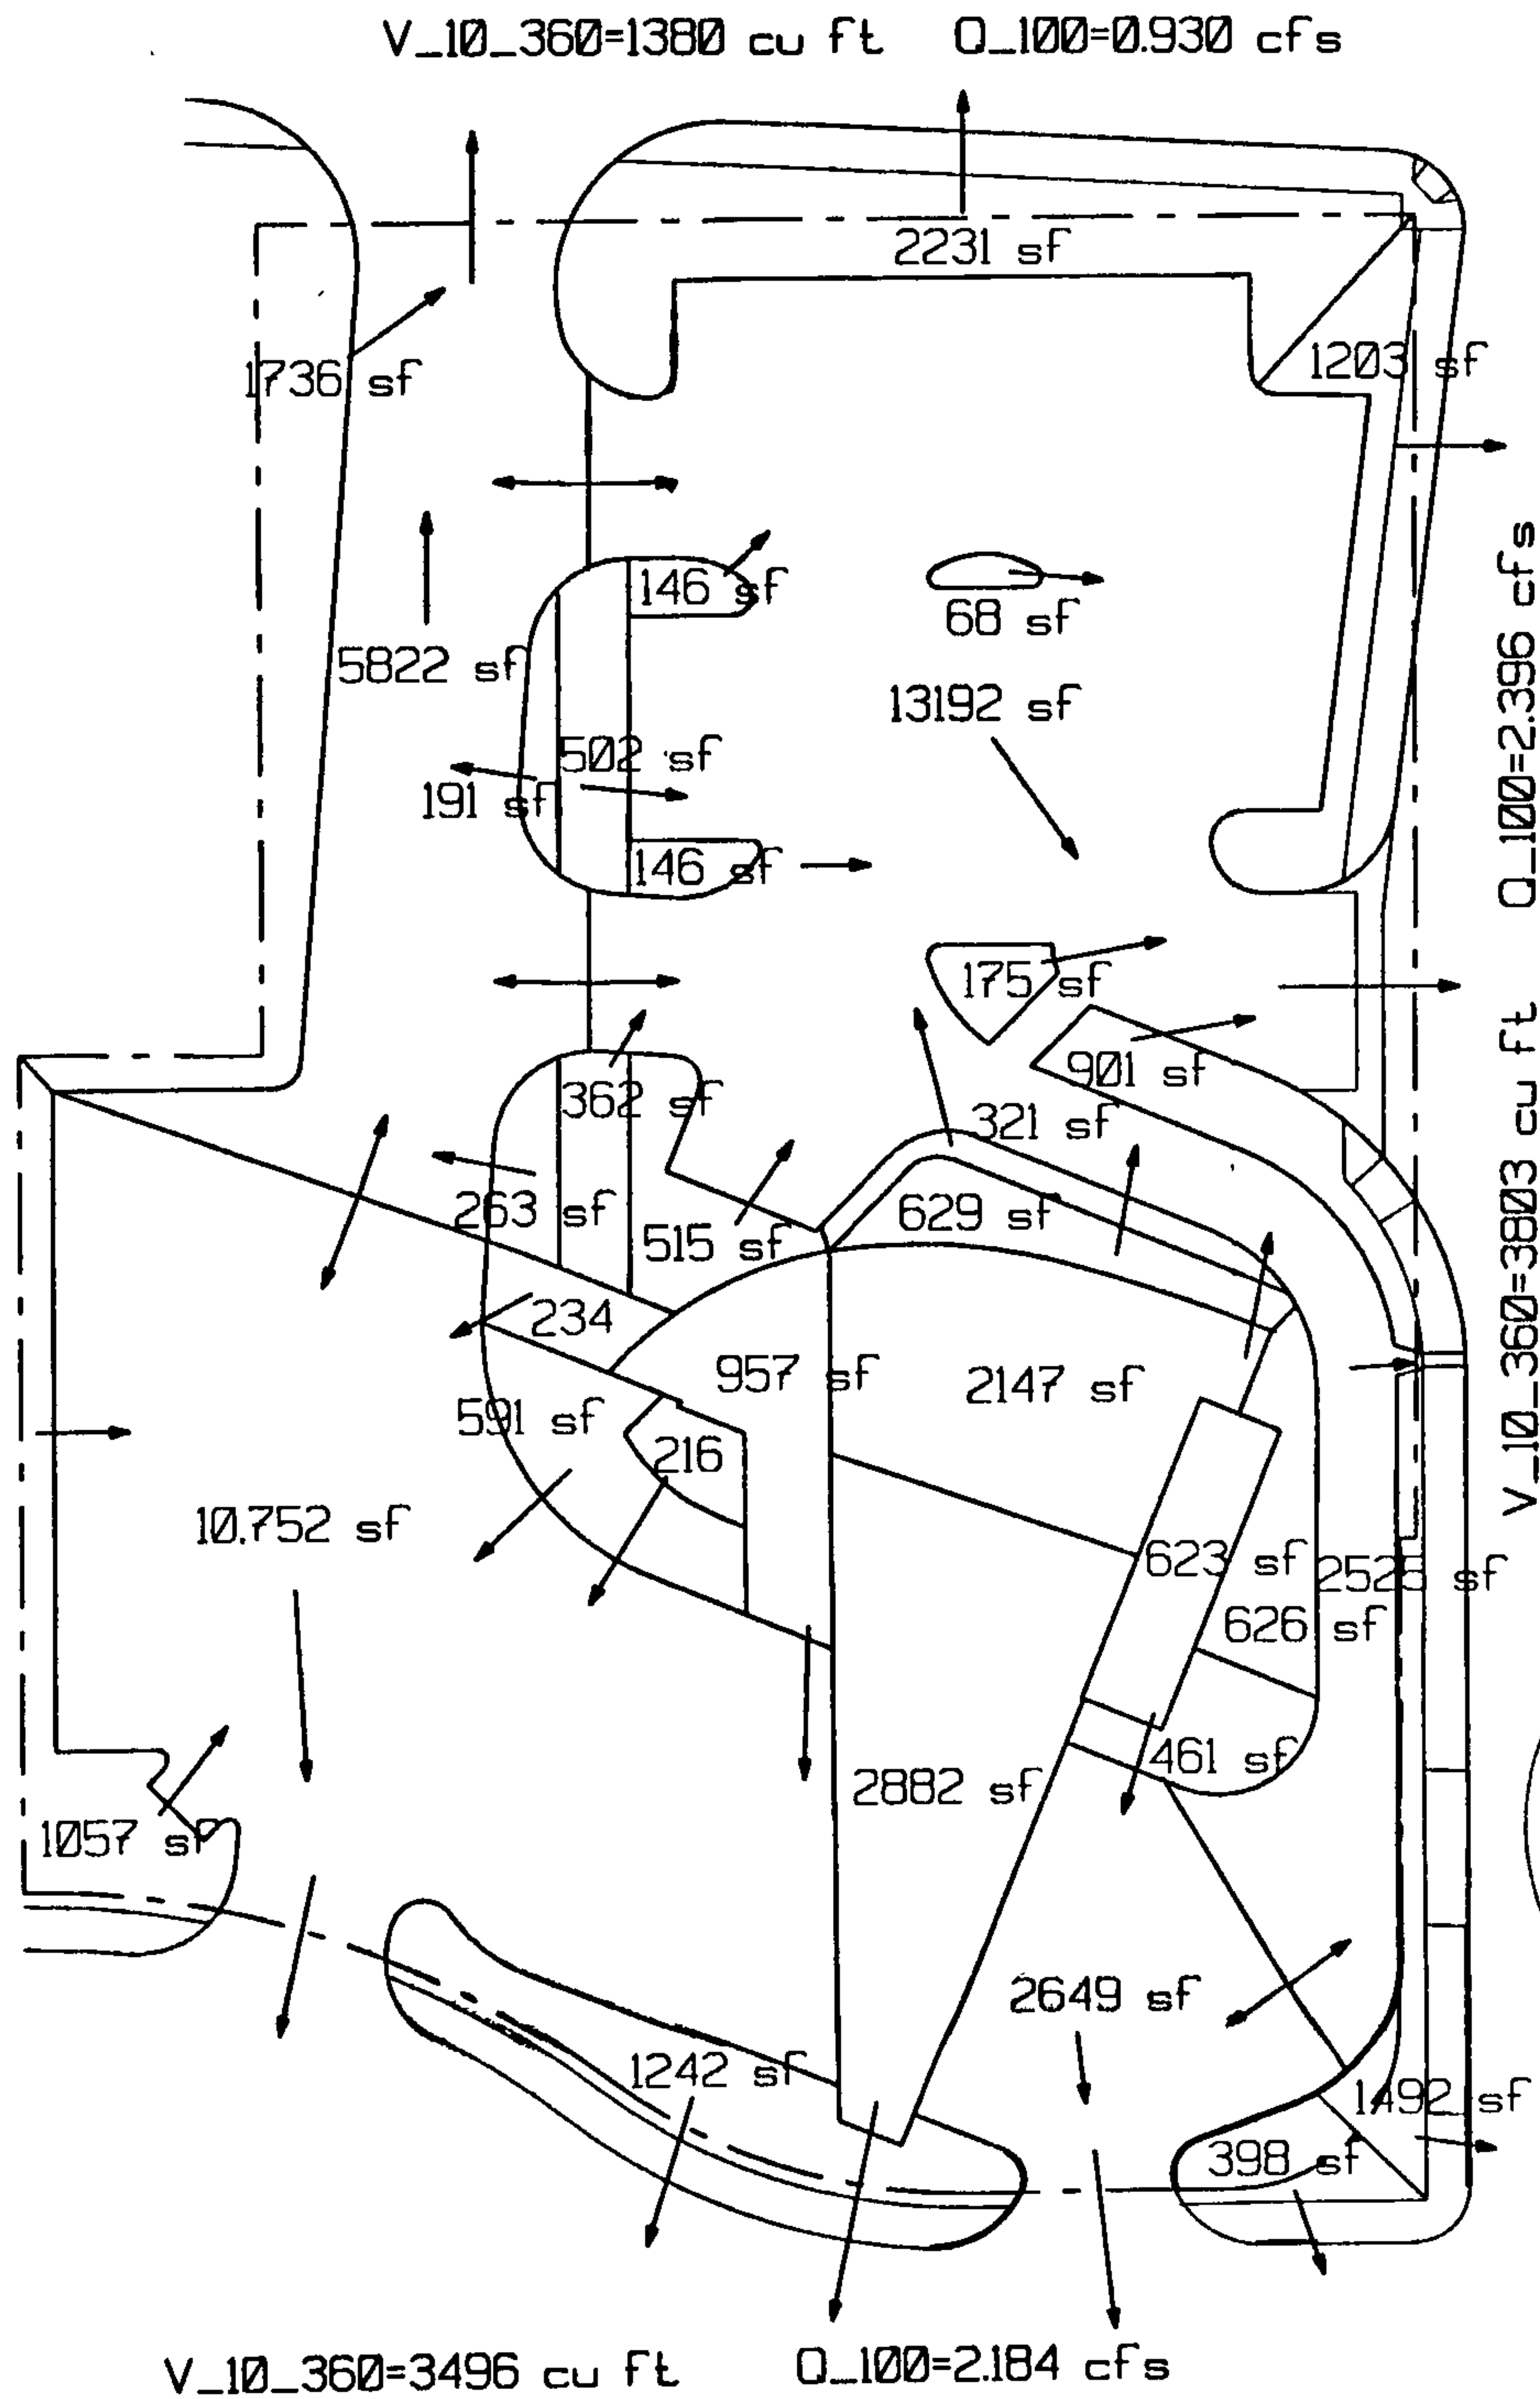 V_10_360=1380 cu ft Q_100=0.930 cfs
2231 sf
1736 sf
1203 sf
146 sf
68 sf
5822 sf
13192 sf
502 sf
191 sf
146 sf
175 sf
901 sf
362 sf
321 sf
263 sf
629 sf
515 sf
234
957 sf
2147 sf
591 sf
216
10,752 sf
623 sf
2525 sf
626 sf
461 sf
2882 sf
1057 sf
2649 sf
1242 sf
1492 sf
398 sf
V_10_360=3803 cu ft Q_100=2.396 cfs
V_10_360=3496 cu ft Q_100=2.184 cfs